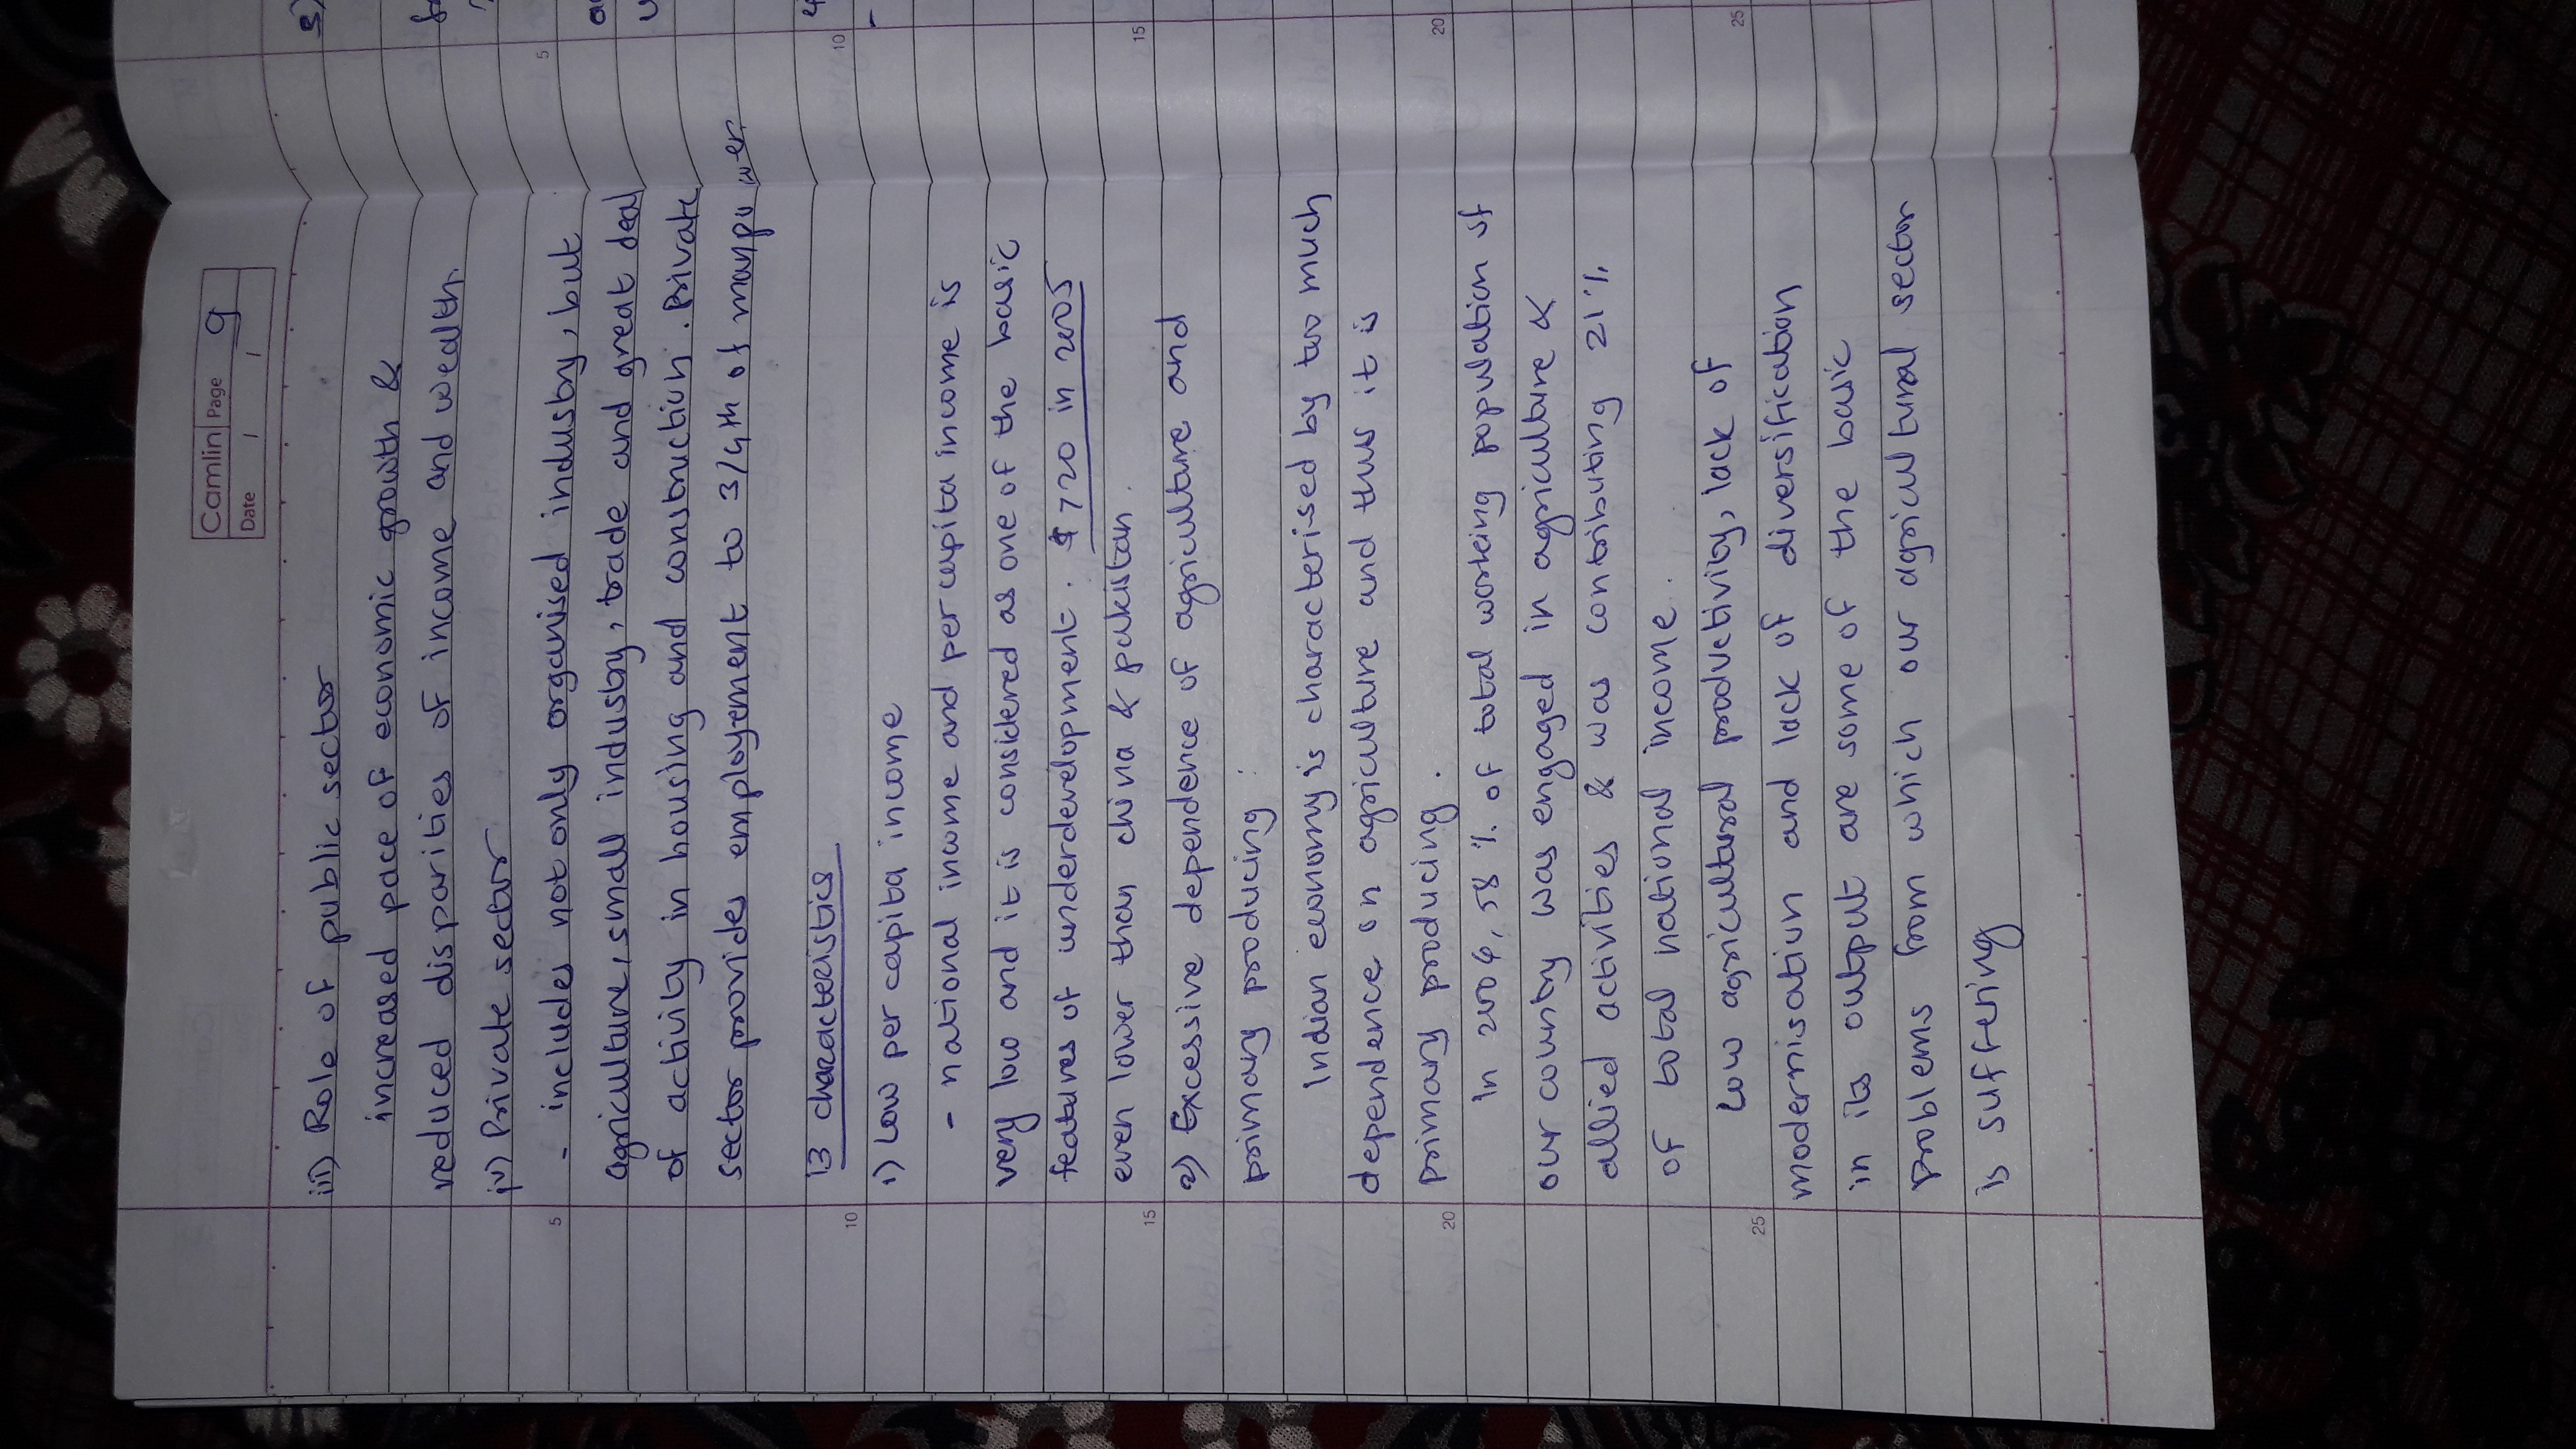 Camlin Page 9
Date / /
iii) Role of public sector
increased pace of economic growth &
reduced disparities of income and wealth.
iv) Private sector
- includes not only organised industry, but
agriculture, small industry, trade and great deal
of activity in housing and construction. Private
sector provides employement to 3/4th of manpower.
13 characteristics
1) Low per capita income
- national income and per capita income is
very low and it is considered as one of the basic
features of underdevelopment. $720 in 2005
even lower than china & pakistan.
2) Excessive dependence of agriculture and
primary producing :
Indian economy is characterised by too much
dependence on agriculture and thus it is
primary producing.
In 2004, 58 % of total working population of
our country was engaged in agriculture &
allied activities & was contributing 21%
of total national income.
Low agricultural productivity, lack of
modernisation and lack of diversification
in its output are some of the basic
problems from which our agricultural sector
is suffering
5
10
15
20
25
5
10
15
20
25